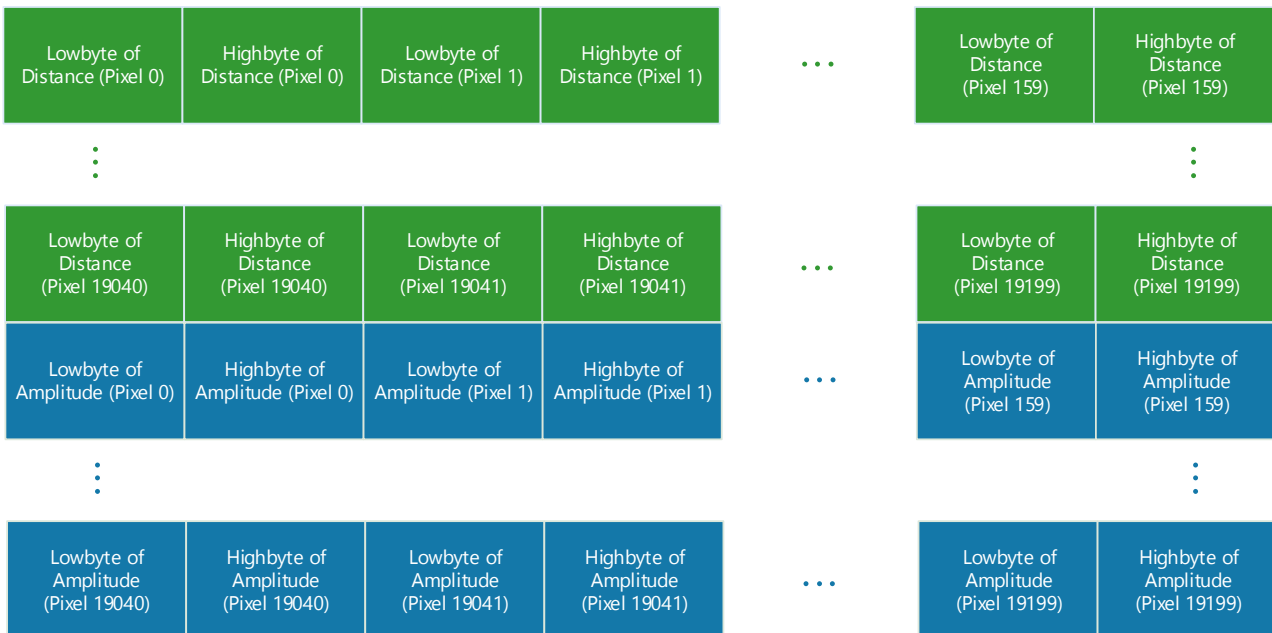 Lowbyte of
Distance (Pixel 0)
Highbyte of
Distance (Pixel 0)
Lowbyte of
Distance (Pixel 1)
Highbyte of
Distance (Pixel 1)
Lowbyte of
Distance
(Pixel 159)
Highbyte of
Distance
(Pixel 159)
Lowbyte of
Distance
(Pixel 19040)
Highbyte of
Distance
(Pixel 19040)
Lowbyte of
Distance
(Pixel 19041)
Highbyte of
Distance
(Pixel 19041)
Lowbyte of
Distance
(Pixel 19199)
Highbyte of
Distance
(Pixel 19199)
Lowbyte of
Amplitude (Pixel 0)
Highbyte of
Amplitude (Pixel 0)
Lowbyte of
Amplitude (Pixel 1)
Highbyte of
Amplitude (Pixel 1)
Lowbyte of
Amplitude
(Pixel 159)
Highbyte of
Amplitude
(Pixel 159)
Lowbyte of
Amplitude
(Pixel 19040)
Highbyte of
Amplitude
(Pixel 19040)
Lowbyte of
Amplitude
(Pixel 19041)
Highbyte of
Amplitude
(Pixel 19041)
Lowbyte of
Amplitude
(Pixel 19199)
Highbyte of
Amplitude
(Pixel 19199)